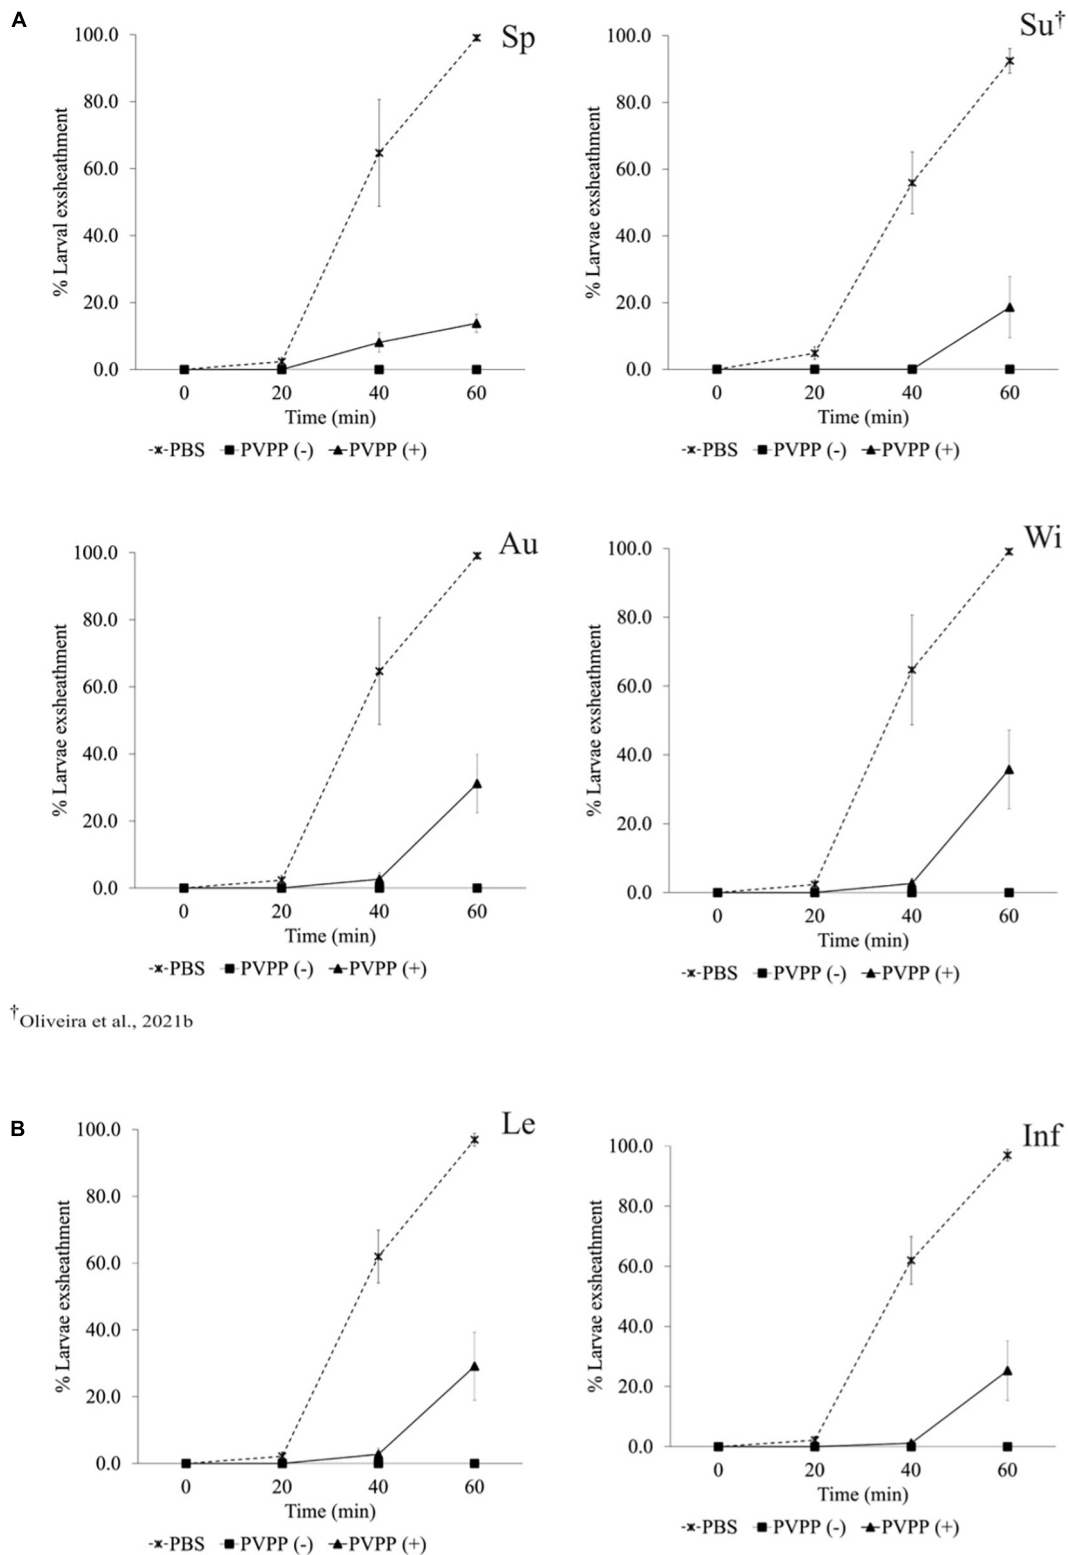 A
Sp
Su†
100.0
80.0
60.0
40.0
20.0
0.0
% Larval exsheathment
0 20 40 60
Time (min)
PBS PVPP (-) PVPP (+)
100.0
80.0
60.0
40.0
20.0
0.0
% Larvae exsheathment
0 20 40 60
Time (min)
PBS PVPP (-) PVPP (+)
Au
100.0
80.0
60.0
40.0
20.0
0.0
% Larvae exsheathment
0 20 40 60
Time (min)
PBS PVPP (-) PVPP (+)
Wi
100.0
80.0
60.0
40.0
20.0
0.0
% Larvae exsheathment
0 20 40 60
Time (min)
PBS PVPP (-) PVPP (+)
†Oliveira et al., 2021b
B
Le
100.0
80.0
60.0
40.0
20.0
0.0
% Larvae exsheathment
0 20 40 60
Time (min)
PBS PVPP (-) PVPP (+)
Inf
100.0
80.0
60.0
40.0
20.0
0.0
% Larvae exsheathment
0 20 40 60
Time (min)
PBS PVPP (-) PVPP (+)